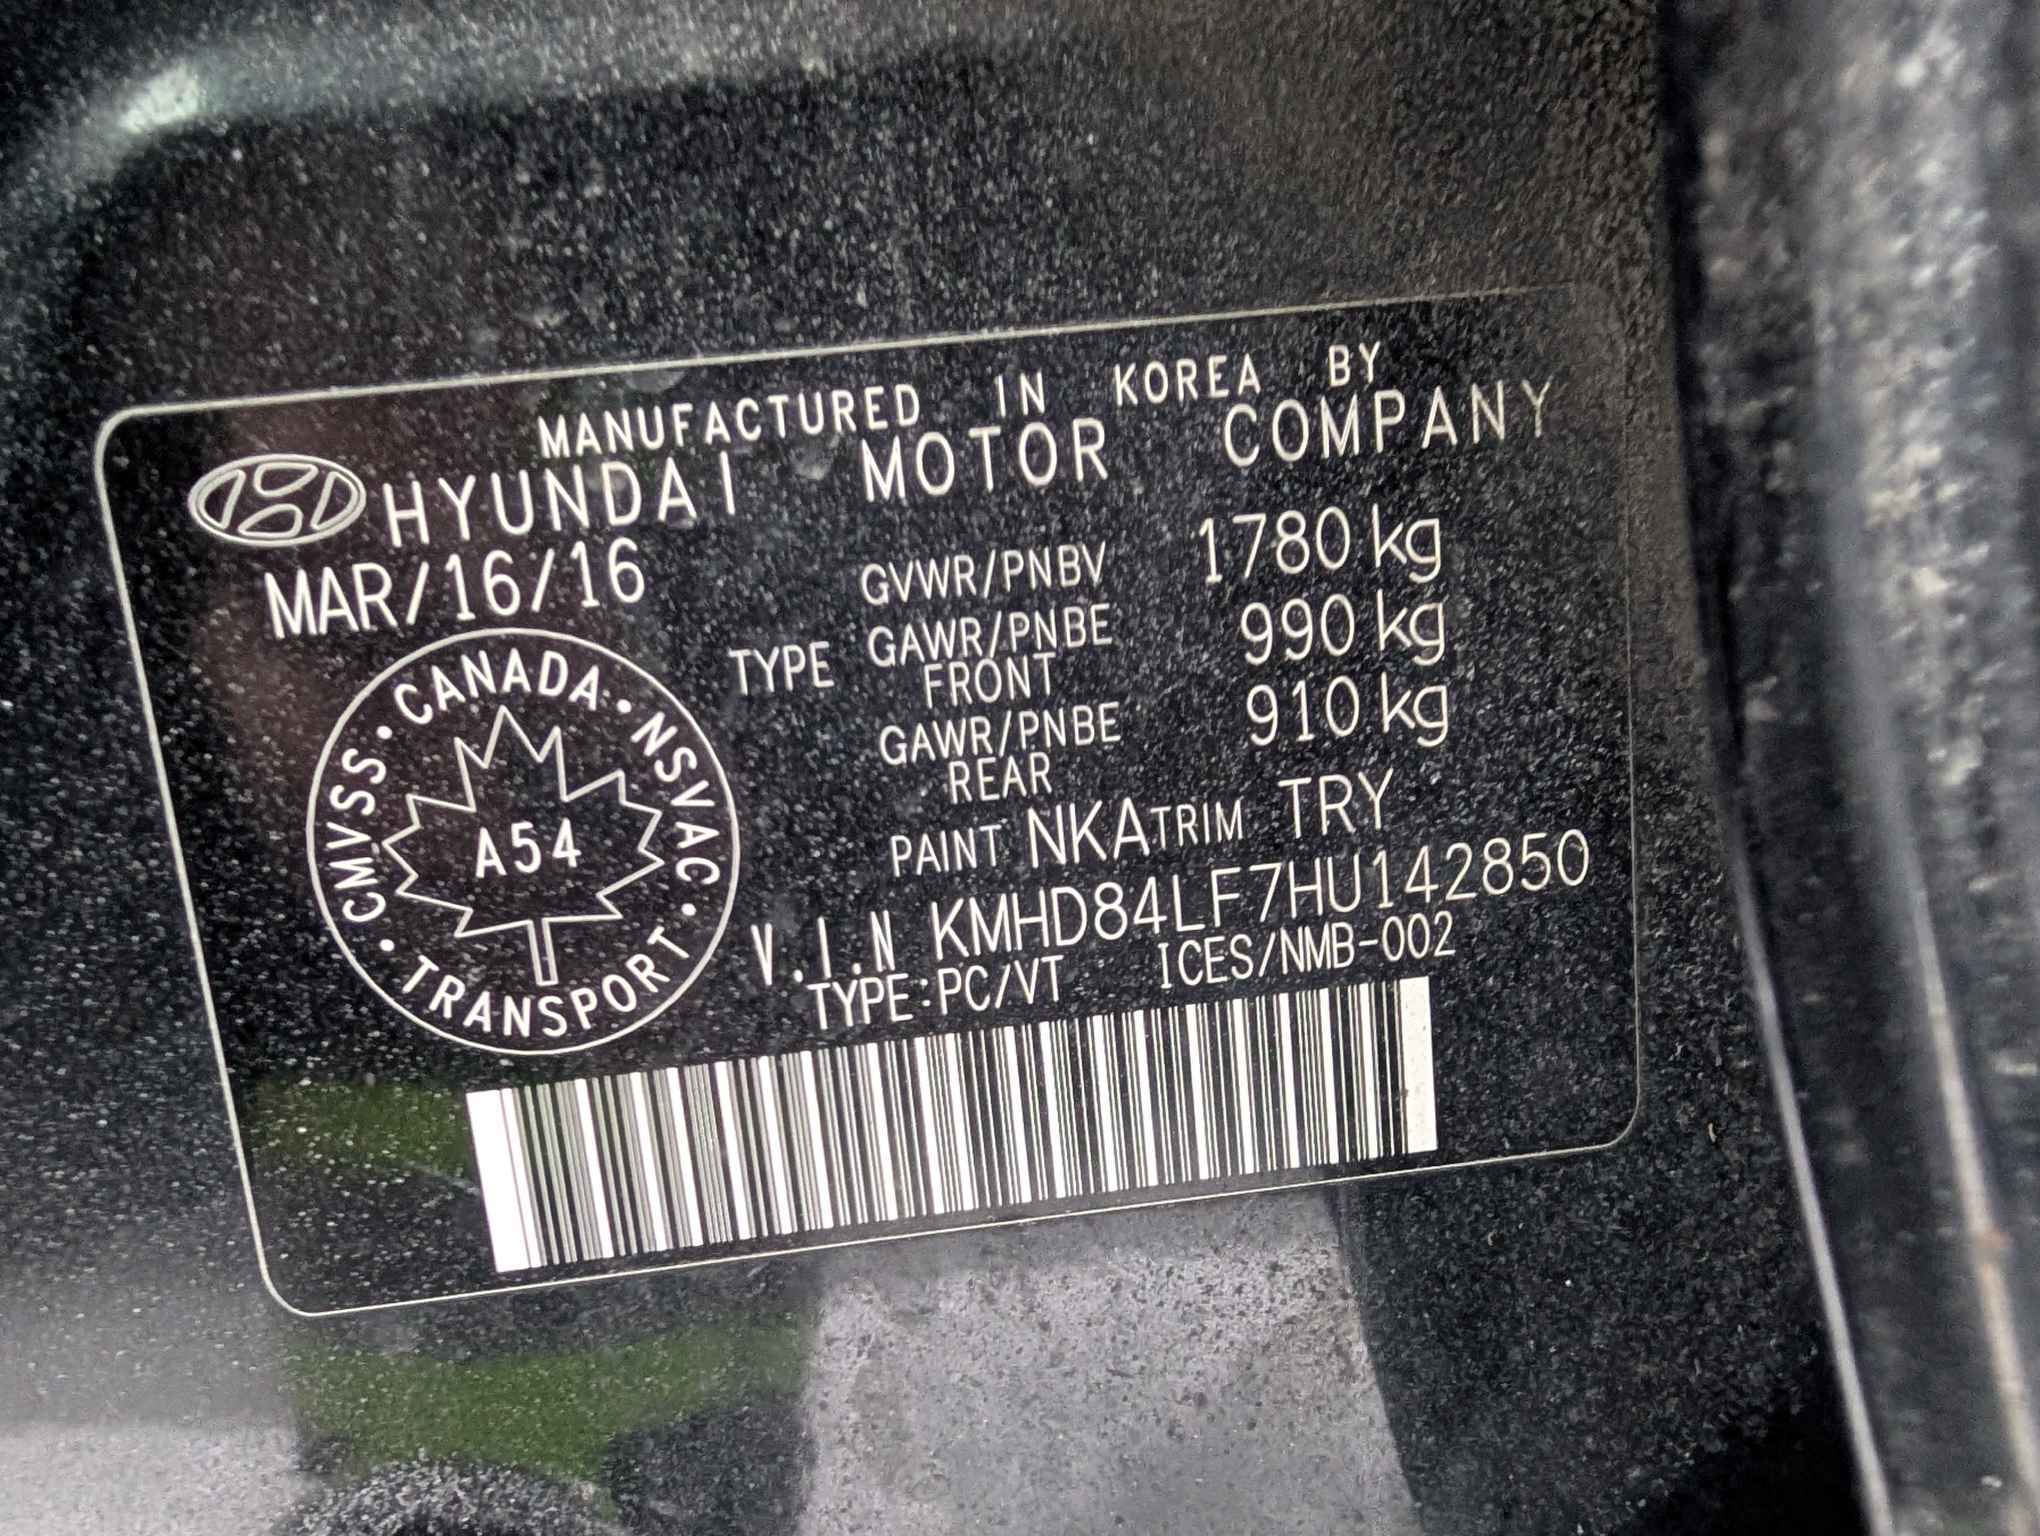 MANUFACTURED IN KOREA BY
HYUNDAI MOTOR COMPANY
MAR/16/16
GVWR/PNBV 1780 kg
TYPE GAWR/PNBE FRONT 990 kg
GAWR/PNBE REAR 910 kg
PAINT NKA TRIM TRY
V.I.N KMHD84LF7HU142850
TYPE:PC/VT ICES/NMB-002
CMVSS · CANADA · NSVAC · TRANSPORT ·
A54